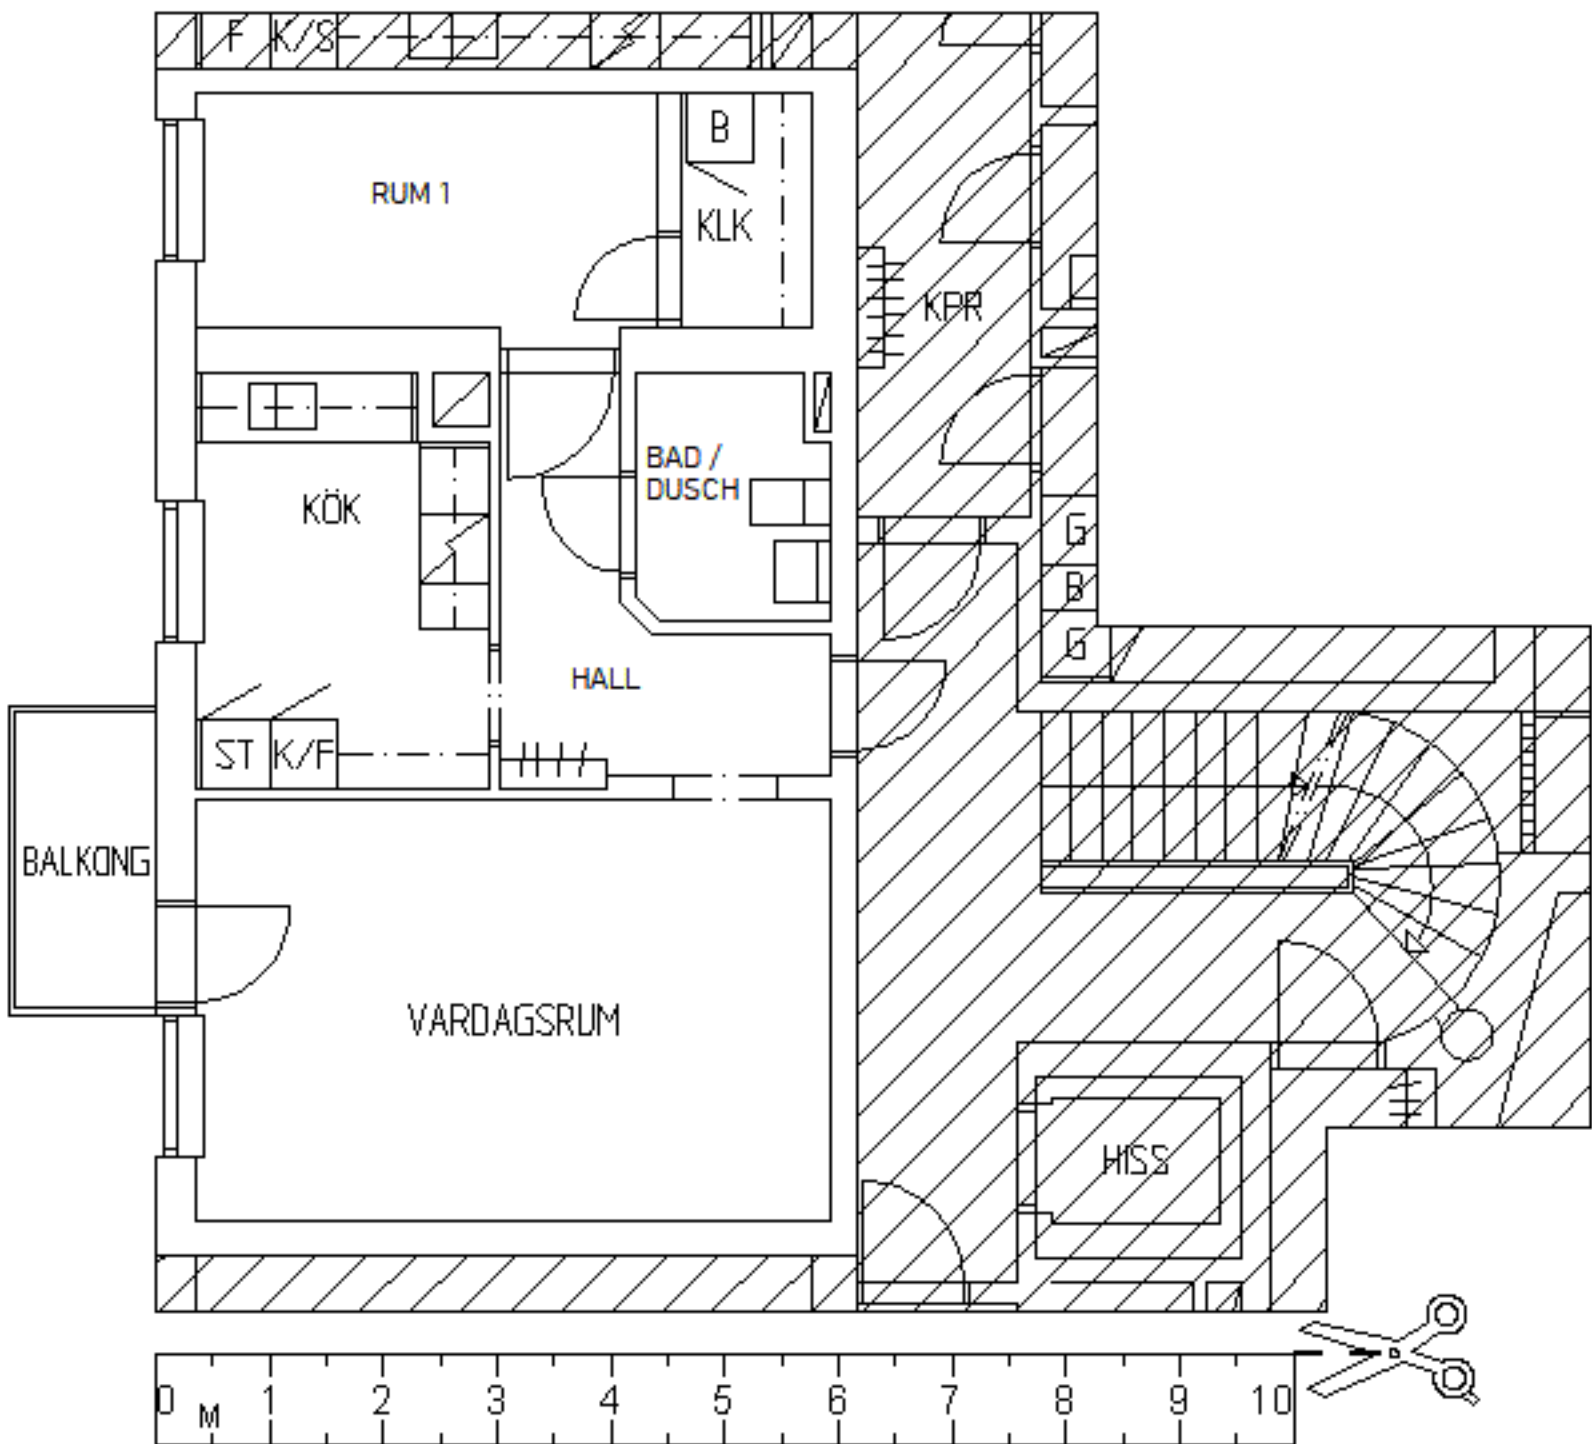 F K/S
B
RUM 1
KLK
KPR
BAD /
DUSCH
KÖK
G
B
G
HALL
ST K/F
BALKONG
VARDAGSRUM
HISS
0 M 1 2 3 4 5 6 7 8 9 10